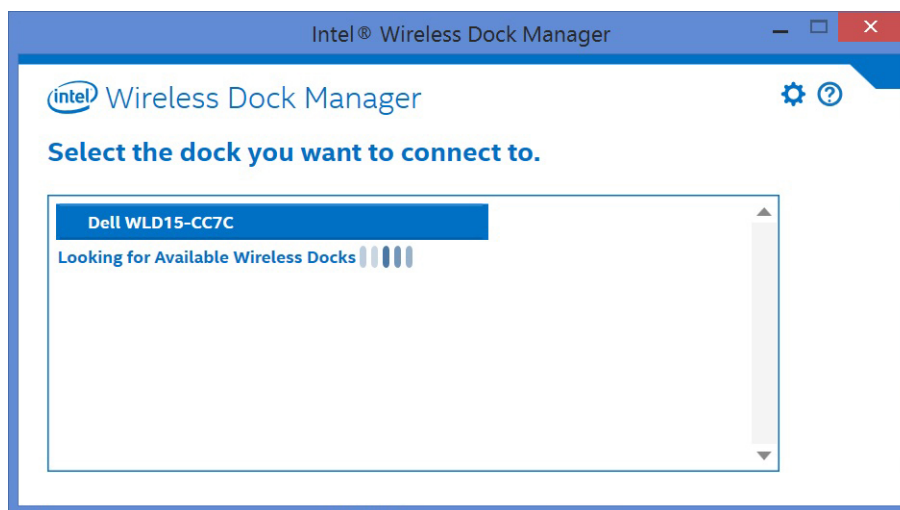 Intel® Wireless Dock Manager
intel Wireless Dock Manager
Select the dock you want to connect to.
Dell WLD15-CC7C
Looking for Available Wireless Docks